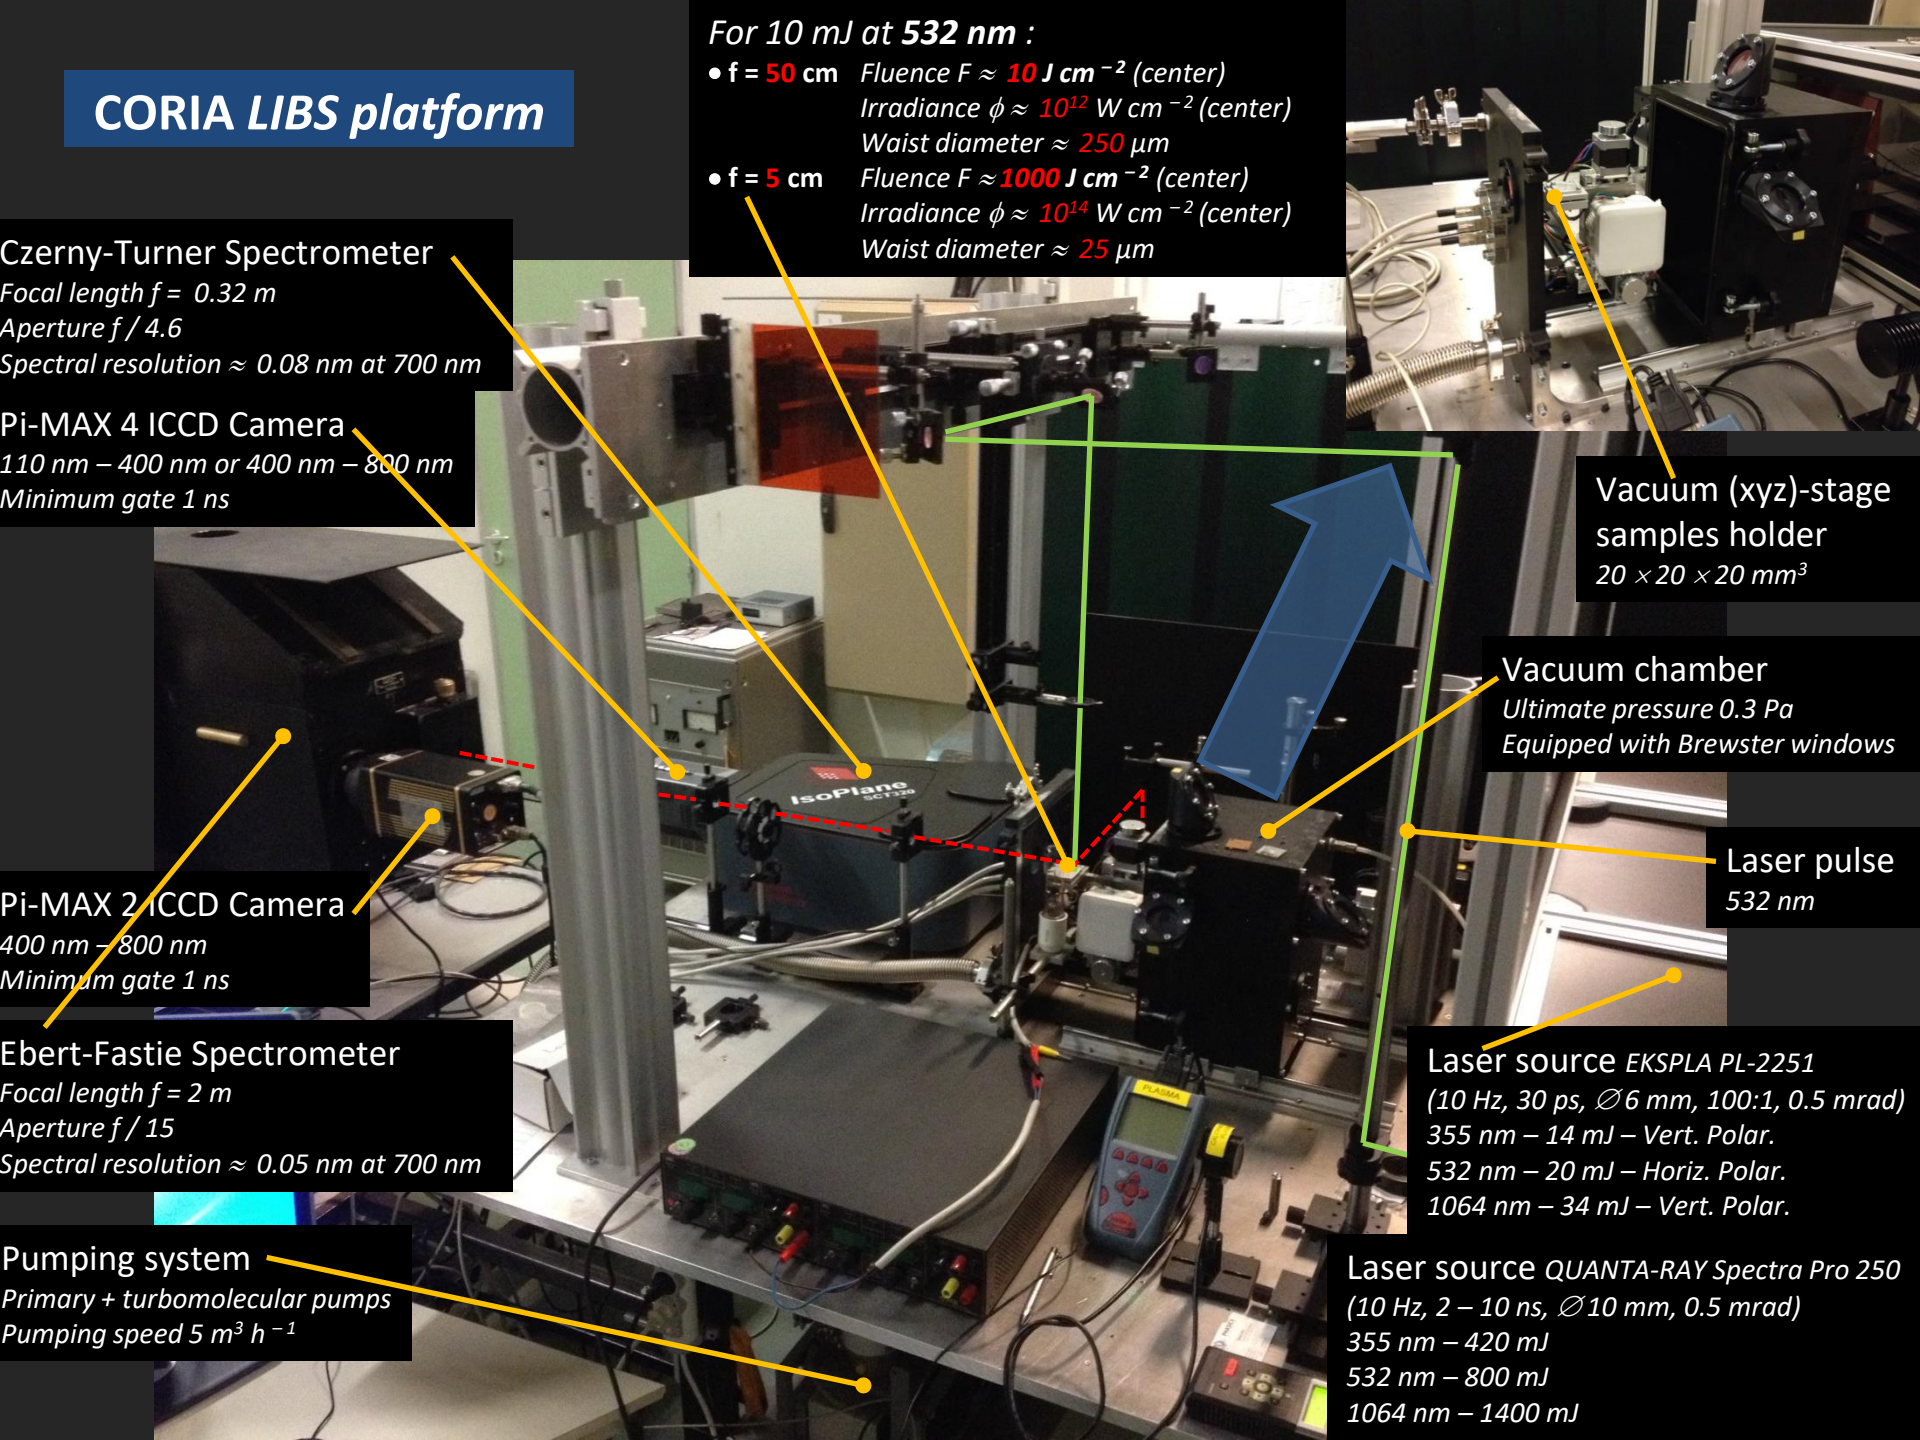 CORIA LIBS platform
For 10 mJ at 532 nm :
• f = 50 cm Fluence F ≈ 10 J cm⁻² (center)
Irradiance ϕ ≈ 10¹² W cm⁻² (center)
Waist diameter ≈ 250 µm
• f = 5 cm Fluence F ≈ 1000 J cm⁻² (center)
Irradiance ϕ ≈ 10¹⁴ W cm⁻² (center)
Waist diameter ≈ 25 µm
Czerny-Turner Spectrometer
Focal length f = 0.32 m
Aperture f / 4.6
Spectral resolution ≈ 0.08 nm at 700 nm
Pi-MAX 4 ICCD Camera
110 nm – 400 nm or 400 nm – 800 nm
Minimum gate 1 ns
Vacuum (xyz)-stage
samples holder
20 × 20 × 20 mm³
Vacuum chamber
Ultimate pressure 0.3 Pa
Equipped with Brewster windows
IsoPlane
SCT320
Laser pulse
532 nm
Pi-MAX 2 ICCD Camera
400 nm – 800 nm
Minimum gate 1 ns
Ebert-Fastie Spectrometer
Focal length f = 2 m
Aperture f / 15
Spectral resolution ≈ 0.05 nm at 700 nm
PLASMA
Laser source EKSPLA PL-2251
(10 Hz, 30 ps, ∅ 6 mm, 100:1, 0.5 mrad)
355 nm – 14 mJ – Vert. Polar.
532 nm – 20 mJ – Horiz. Polar.
1064 nm – 34 mJ – Vert. Polar.
Pumping system
Primary + turbomolecular pumps
Pumping speed 5 m³ h⁻¹
Laser source QUANTA-RAY Spectra Pro 250
(10 Hz, 2 – 10 ns, ∅ 10 mm, 0.5 mrad)
355 nm – 420 mJ
532 nm – 800 mJ
1064 nm – 1400 mJ